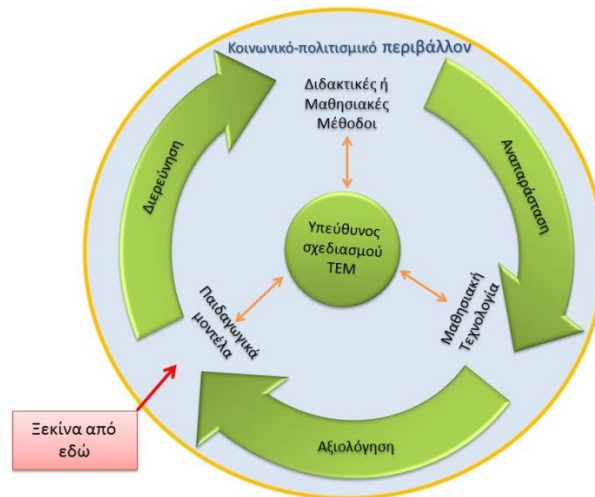 Κοινωνικό-πολιτισμικό περιβάλλον
Διδακτικές ή
Μαθησιακές
Μέθοδοι
Διερεύνηση
Αναπαράσταση
Υπεύθυνος
σχεδιασμού
ΤΕΜ
Παιδαγωγικά
μοντέλα
Μαθησιακή
Τεχνολογία
Ξεκίνα από
εδώ
Αξιολόγηση